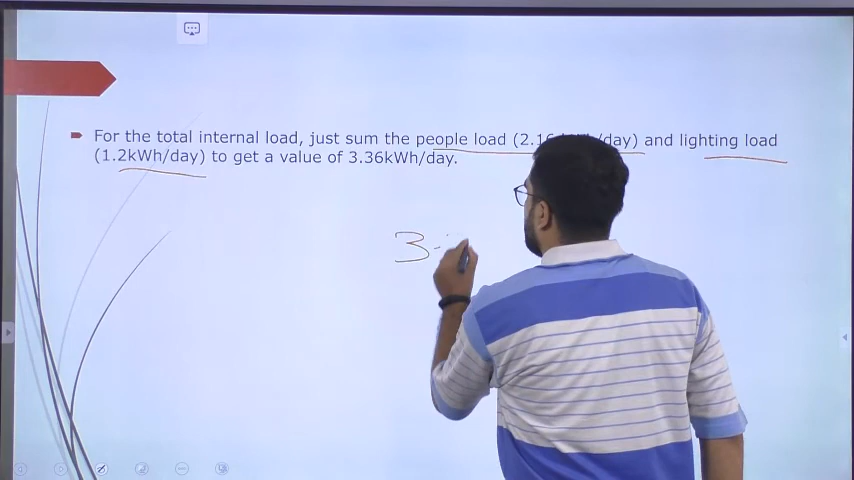 For the total internal load, just sum the people load (2.16 /day) and lighting load
(1.2kWh/day) to get a value of 3.36kWh/day.
3.